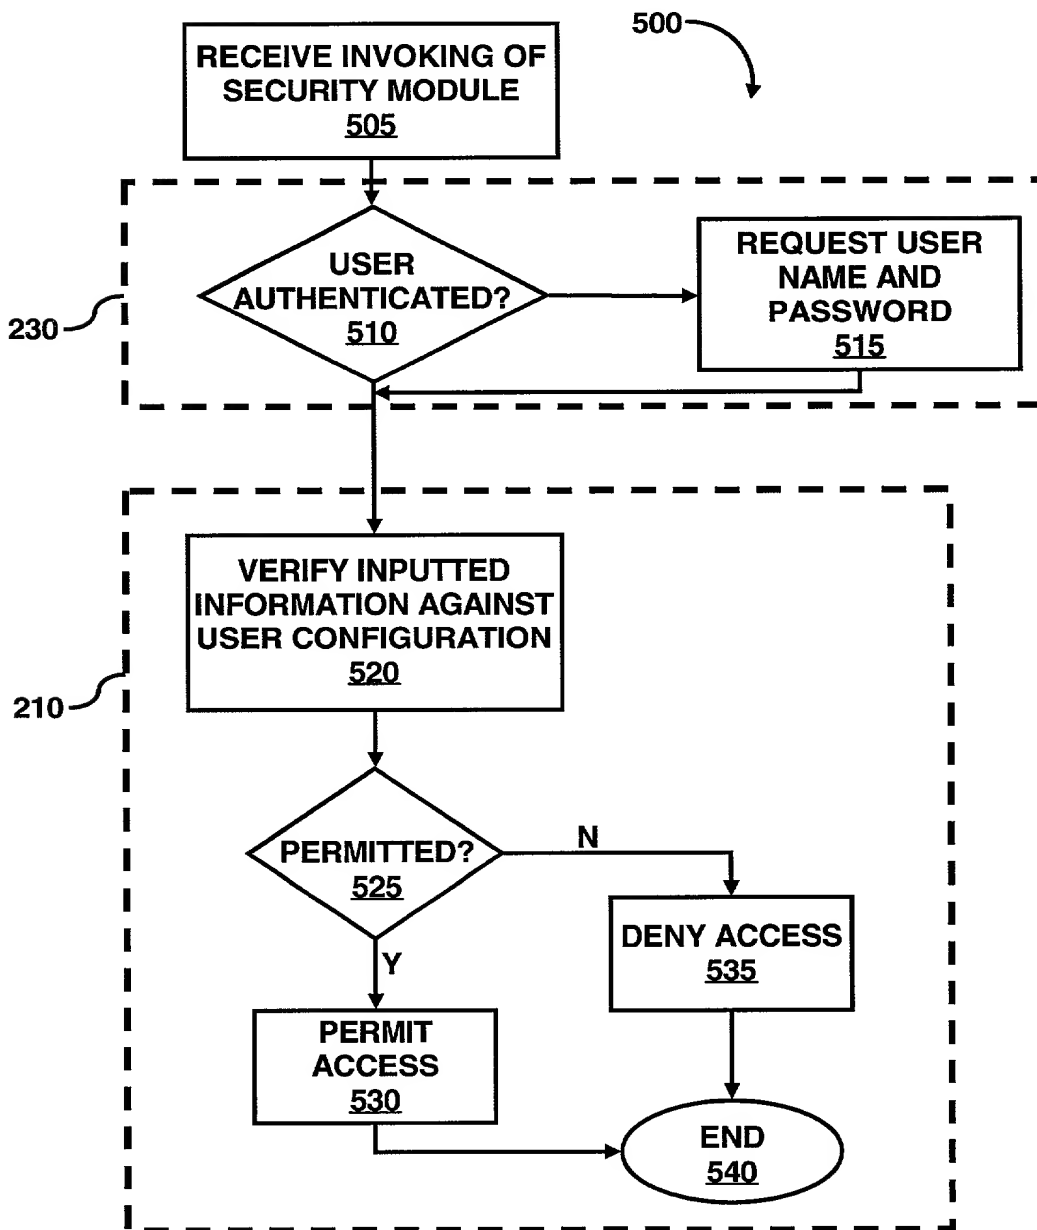 500
RECEIVE INVOKING OF
SECURITY MODULE
505
USER
AUTHENTICATED?
510
REQUEST USER
NAME AND
PASSWORD
515
230
VERIFY INPUTTED
INFORMATION AGAINST
USER CONFIGURATION
520
210
PERMITTED?
525
N
Y
DENY ACCESS
535
PERMIT
ACCESS
530
END
540